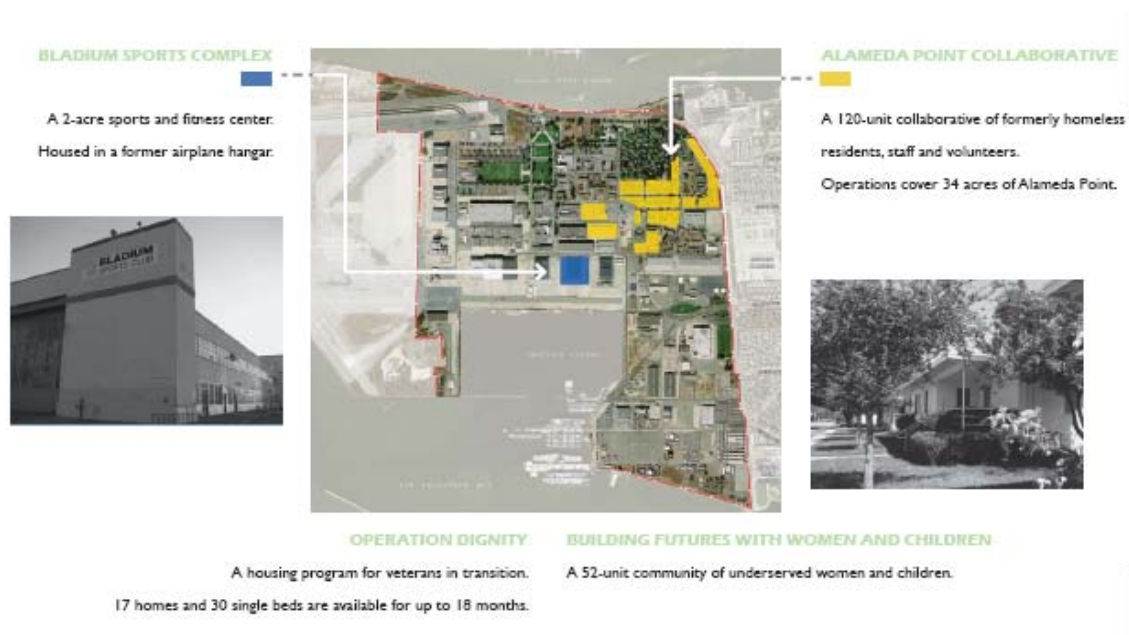 BLADIUM SPORTS COMPLEX
A 2-acre sports and fitness center.
Housed in a former airplane hangar.
BLADIUM
SPORTS CLUB
ALAMEDA POINT COLLABORATIVE
A 120-unit collaborative of formerly homeless
residents, staff and volunteers.
Operations cover 34 acres of Alameda Point.
OPERATION DIGNITY
A housing program for veterans in transition.
17 homes and 30 single beds are available for up to 18 months.
BUILDING FUTURES WITH WOMEN AND CHILDREN
A 52-unit community of underserved women and children.